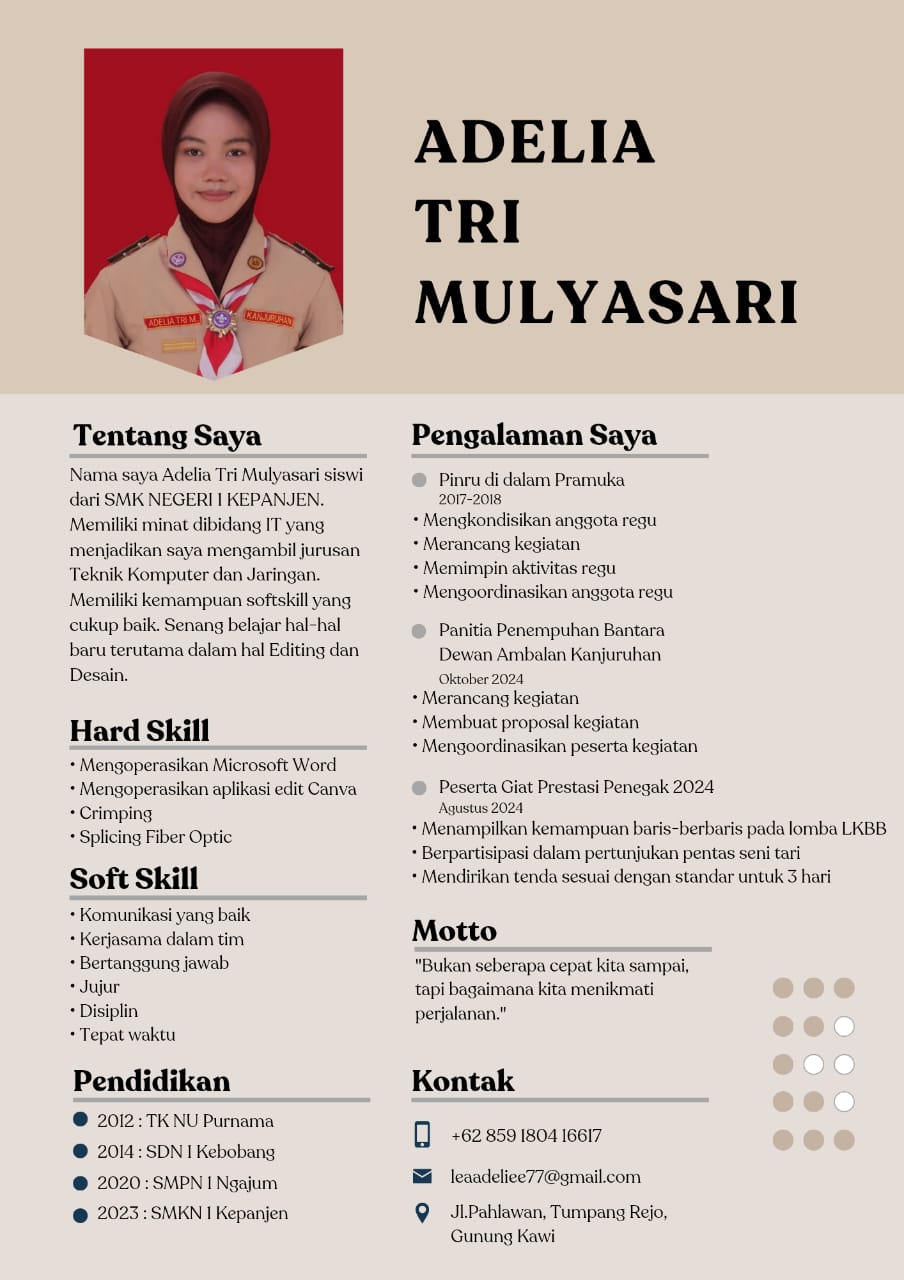 ADELIA
TRI
MULYASARI
ADELIA TRI M.
KANJURUHAN
Tentang Saya
Nama saya Adelia Tri Mulyasari siswi
dari SMK NEGERI 1 KEPANJEN.
Memiliki minat dibidang IT yang
menjadikan saya mengambil jurusan
Teknik Komputer dan Jaringan.
Memiliki kemampuan softskill yang
cukup baik. Senang belajar hal-hal
baru terutama dalam hal Editing dan
Desain.
Hard Skill
• Mengoperasikan Microsoft Word
• Mengoperasikan aplikasi edit Canva
• Crimping
• Splicing Fiber Optic
Soft Skill
• Komunikasi yang baik
• Kerjasama dalam tim
• Bertanggung jawab
• Jujur
• Disiplin
• Tepat waktu
Pendidikan
2012 : TK NU Purnama
2014 : SDN 1 Kebobang
2020 : SMPN 1 Ngajum
2023 : SMKN 1 Kepanjen
Pengalaman Saya
Pinru di dalam Pramuka
2017-2018
• Mengkondisikan anggota regu
• Merancang kegiatan
• Memimpin aktivitas regu
• Mengoordinasikan anggota regu
Panitia Penempuhan Bantara
Dewan Ambalan Kanjuruhan
Oktober 2024
• Merancang kegiatan
• Membuat proposal kegiatan
• Mengoordinasikan peserta kegiatan
Peserta Giat Prestasi Penegak 2024
Agustus 2024
• Menampilkan kemampuan baris-berbaris pada lomba LKBB
• Berpartisipasi dalam pertunjukan pentas seni tari
• Mendirikan tenda sesuai dengan standar untuk 3 hari
Motto
"Bukan seberapa cepat kita sampai,
tapi bagaimana kita menikmati
perjalanan."
Kontak
+62 859 1804 16617
leaadeliee77@gmail.com
Jl.Pahlawan, Tumpang Rejo,
Gunung Kawi